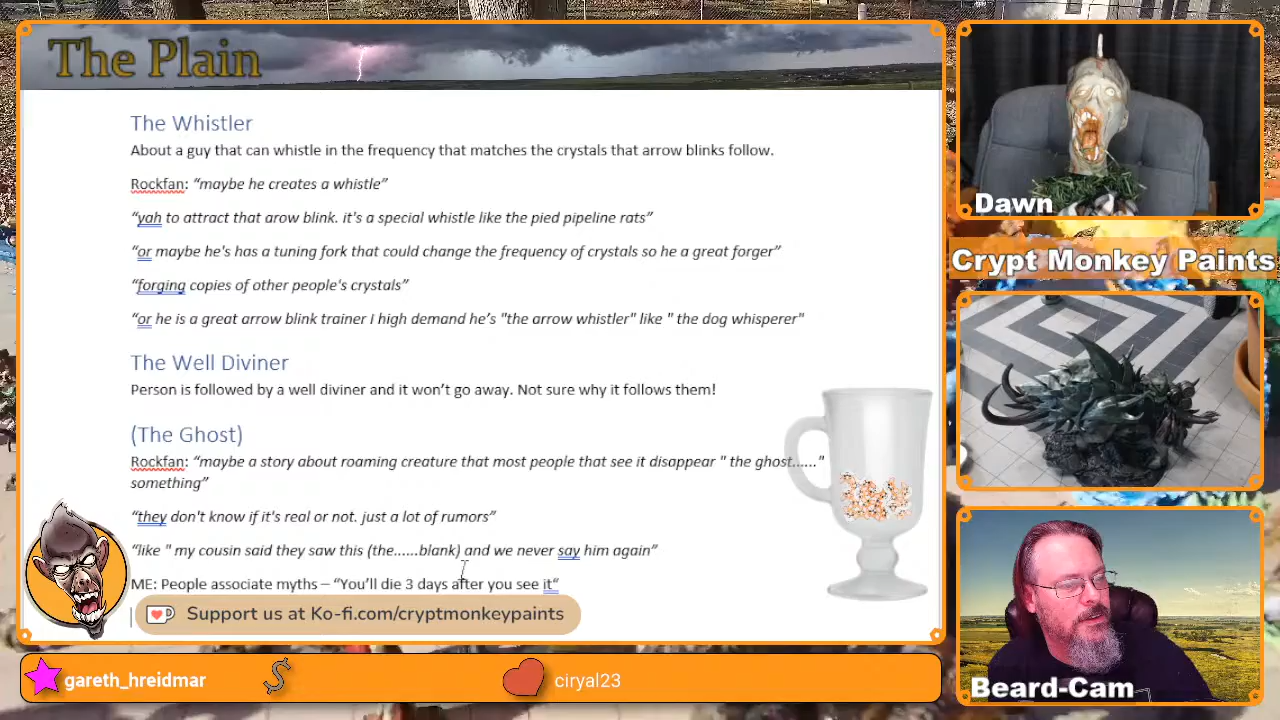 The Plain
The Whistler
About a guy that can whistle in the frequency that matches the crystals that arrow blinks follow.
Rockfan: “maybe he creates a whistle”
“yah to attract that arow blink. it's a special whistle like the pied pipeline rats”
“or maybe he's has a tuning fork that could change the frequency of crystals so he a great forger”
“forging copies of other people's crystals”
“or he is a great arrow blink trainer I high demand he’s "the arrow whistler" like " the dog whisperer"
The Well Diviner
Person is followed by a well diviner and it won’t go away. Not sure why it follows them!
(The Ghost)
Rockfan: “maybe a story about roaming creature that most people that see it disappear " the ghost......"
something”
“they don't know if it's real or not. just a lot of rumors”
“like " my cousin said they saw this (the......blank) and we never say him again”
ME: People associate myths – “You’ll die 3 days after you see it“
Support us at Ko-fi.com/cryptmonkeypaints
gareth_hreidmar
ciryal23
Dawn
Crypt Monkey Paints
Beard-Cam